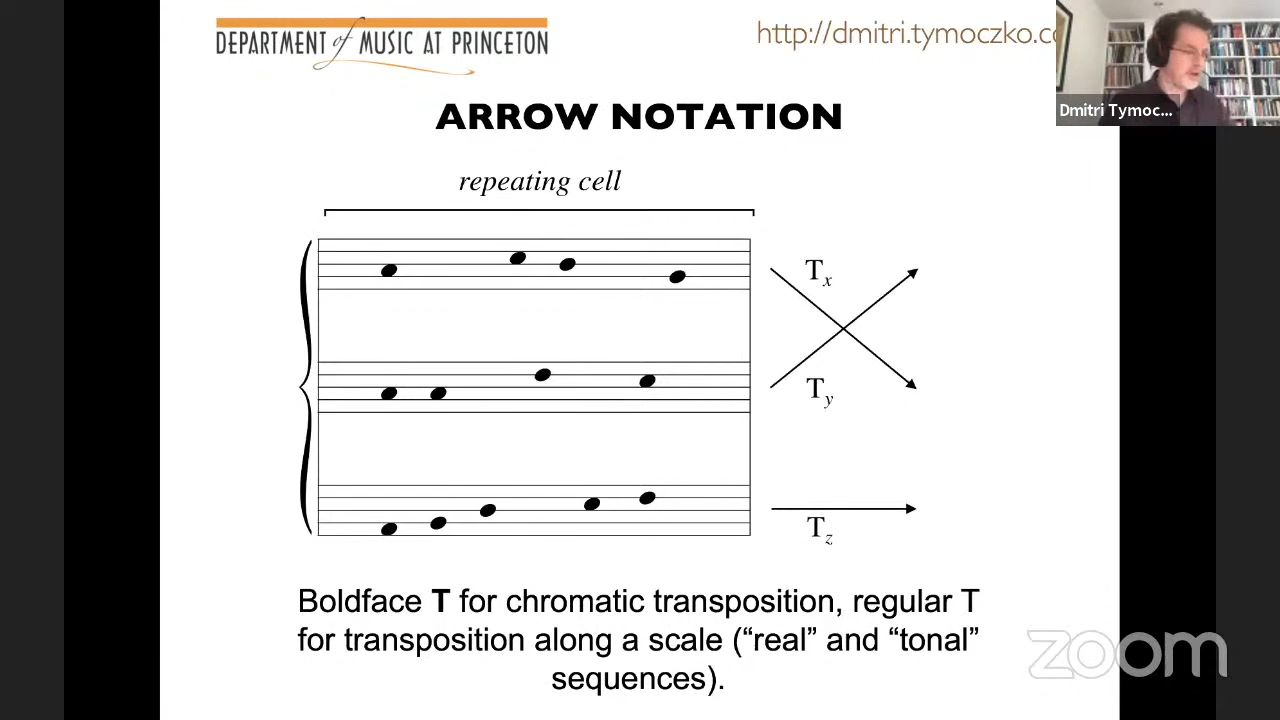 DEPARTMENT of MUSIC AT PRINCETON
http://dmitri.tymoczko.co
Dmitri Tymoc...
ARROW NOTATION
repeating cell
Tx
Ty
Tz
Boldface T for chromatic transposition, regular T
for transposition along a scale (“real” and “tonal”
sequences).
zoom